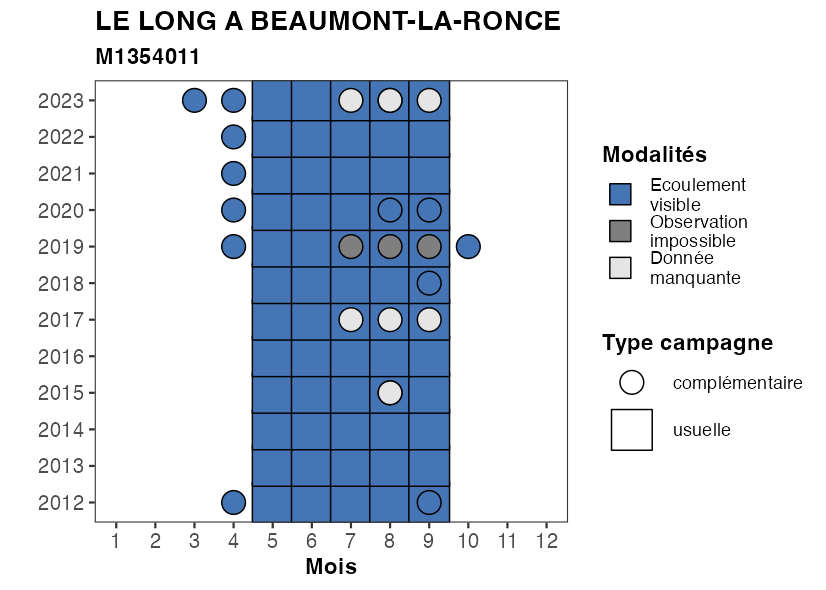 LE LONG A BEAUMONT-LA-RONCE
M1354011
2023
2022
2021
2020
2019
2018
2017
2016
2015
2014
2013
2012
1 2 3 4 5 6 7 8 9 10 11 12
Mois
Modalités
Ecoulement
visible
Observation
impossible
Donnée
manquante
Type campagne
complémentaire
usuelle